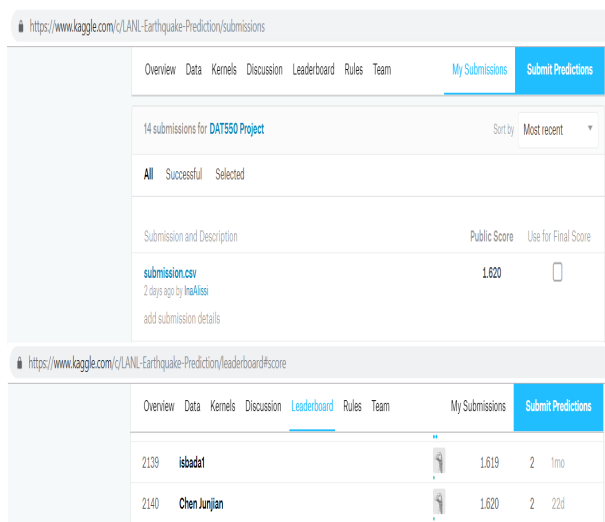 https://www.kaggle.com/c/LANL-Earthquake-Prediction/submissions
Overview Data Kernels Discussion Leaderboard Rules Team My Submissions Submit Predictions
14 submissions for DAT550 Project Sort by Most recent
All Successful Selected
Submission and Description Public Score Use for Final Score
submission.csv 1.620
2 days ago by InaAlissi
add submission details
https://www.kaggle.com/c/LANL-Earthquake-Prediction/leaderboard#score
Overview Data Kernels Discussion Leaderboard Rules Team My Submissions Submit Predictions
2139 isbada1 1.619 2 1mo
2140 Chen Junjian 1.620 2 22d